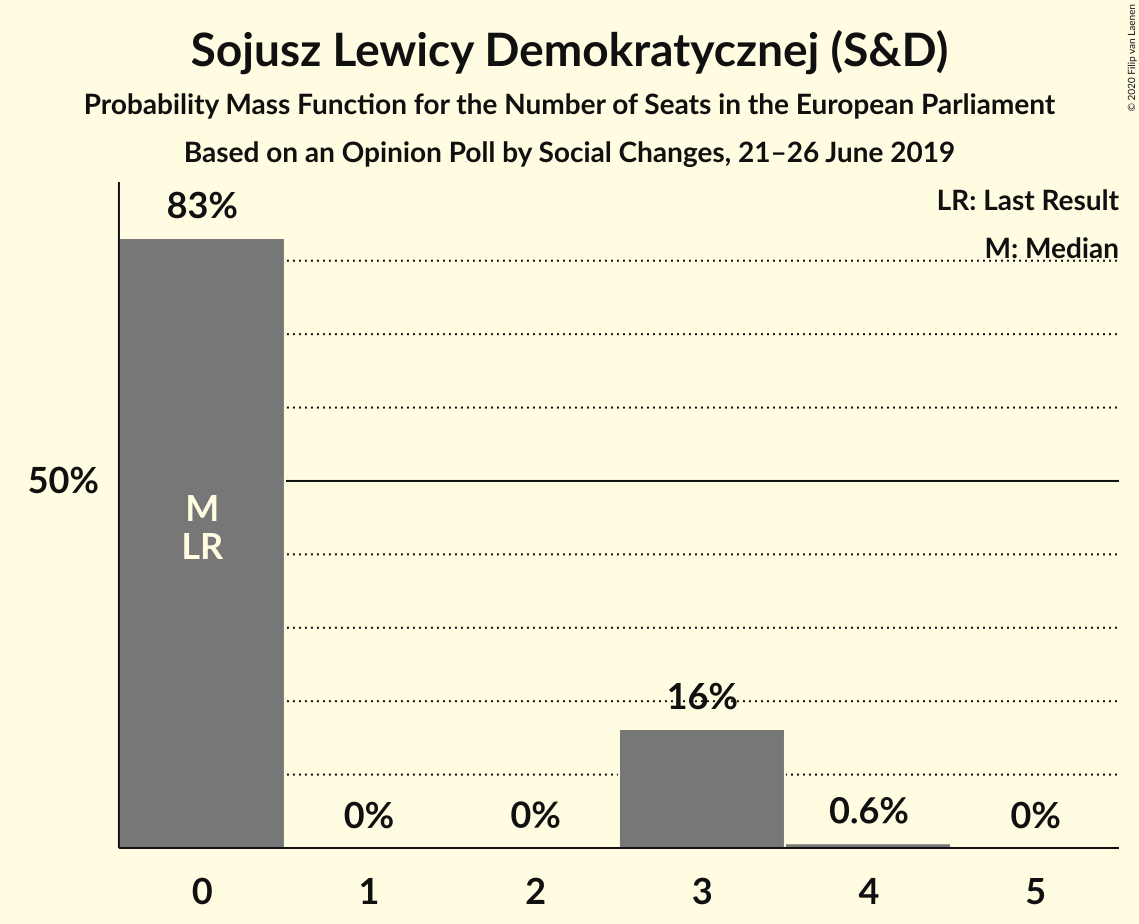 Sojusz Lewicy Demokratycznej (S&D)
Probability Mass Function for the Number of Seats in the European Parliament
Based on an Opinion Poll by Social Changes, 21–26 June 2019
© 2020 Filip van Laenen
LR: Last Result
M: Median
83%
50%
M
LR
16%
0%
0%
0.6%
0%
0
1
2
3
4
5